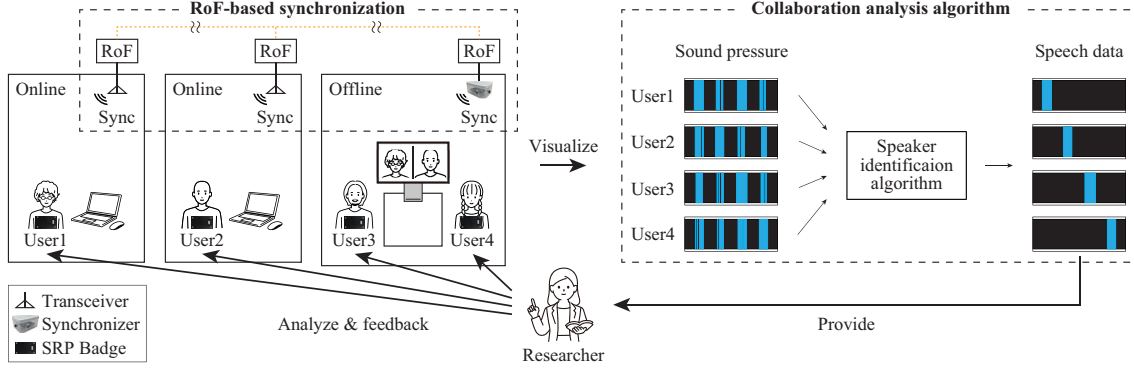 RoF-based synchronization
RoF
RoF
RoF
Online
Online
Offline
Sync
Sync
Sync
User1
User2
User3
User4
Visualize
Collaboration analysis algorithm
Sound pressure
Speech data
User1
User2
User3
User4
Speaker
identificaion
algorithm
Transceiver
Synchronizer
SRP Badge
Analyze & feedback
Researcher
Provide